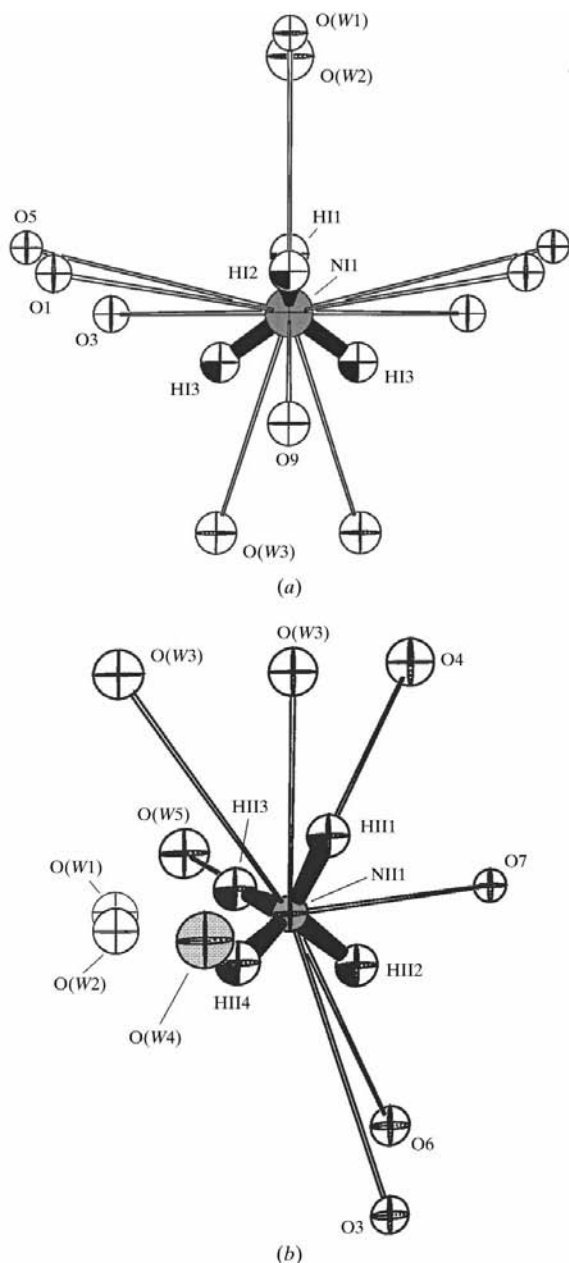 O(W1)
O(W2)
O5
HI1
HI2
NI1
O1
O3
HI3
HI3
O9
O(W3)
(a)
O(W3)
O(W3)
O4
HII3
O(W5)
HII1
O(W1)
NII1
O7
O(W2)
HII2
HII4
O(W4)
O6
O3
(b)